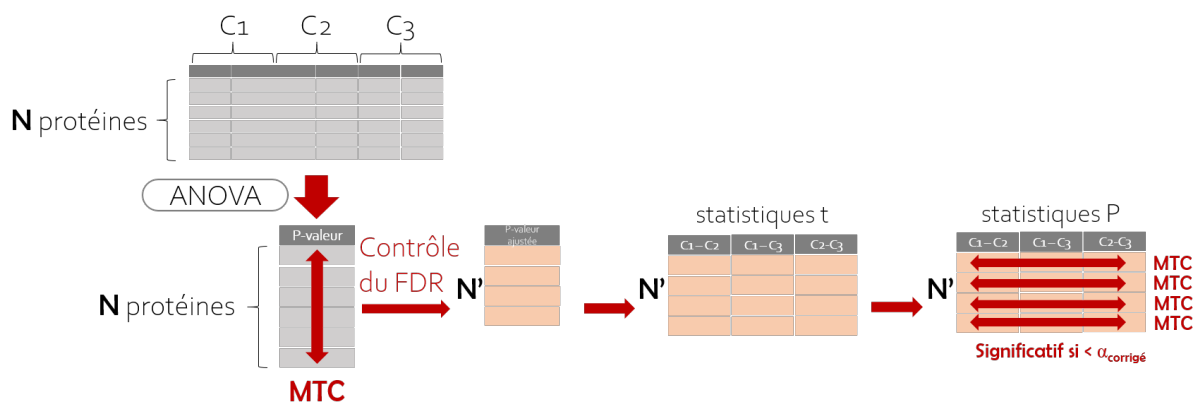 C1 C2 C3
N protéines
ANOVA
P-valeur
N protéines
MTC
Contrôle
du FDR
P-valeur
ajustée
N'
statistiques t
C1–C2 C1–C3 C2-C3
N'
statistiques P
C1–C2 C1–C3 C2-C3
N'
MTC
MTC
MTC
MTC
Significatif si < αcorrigé